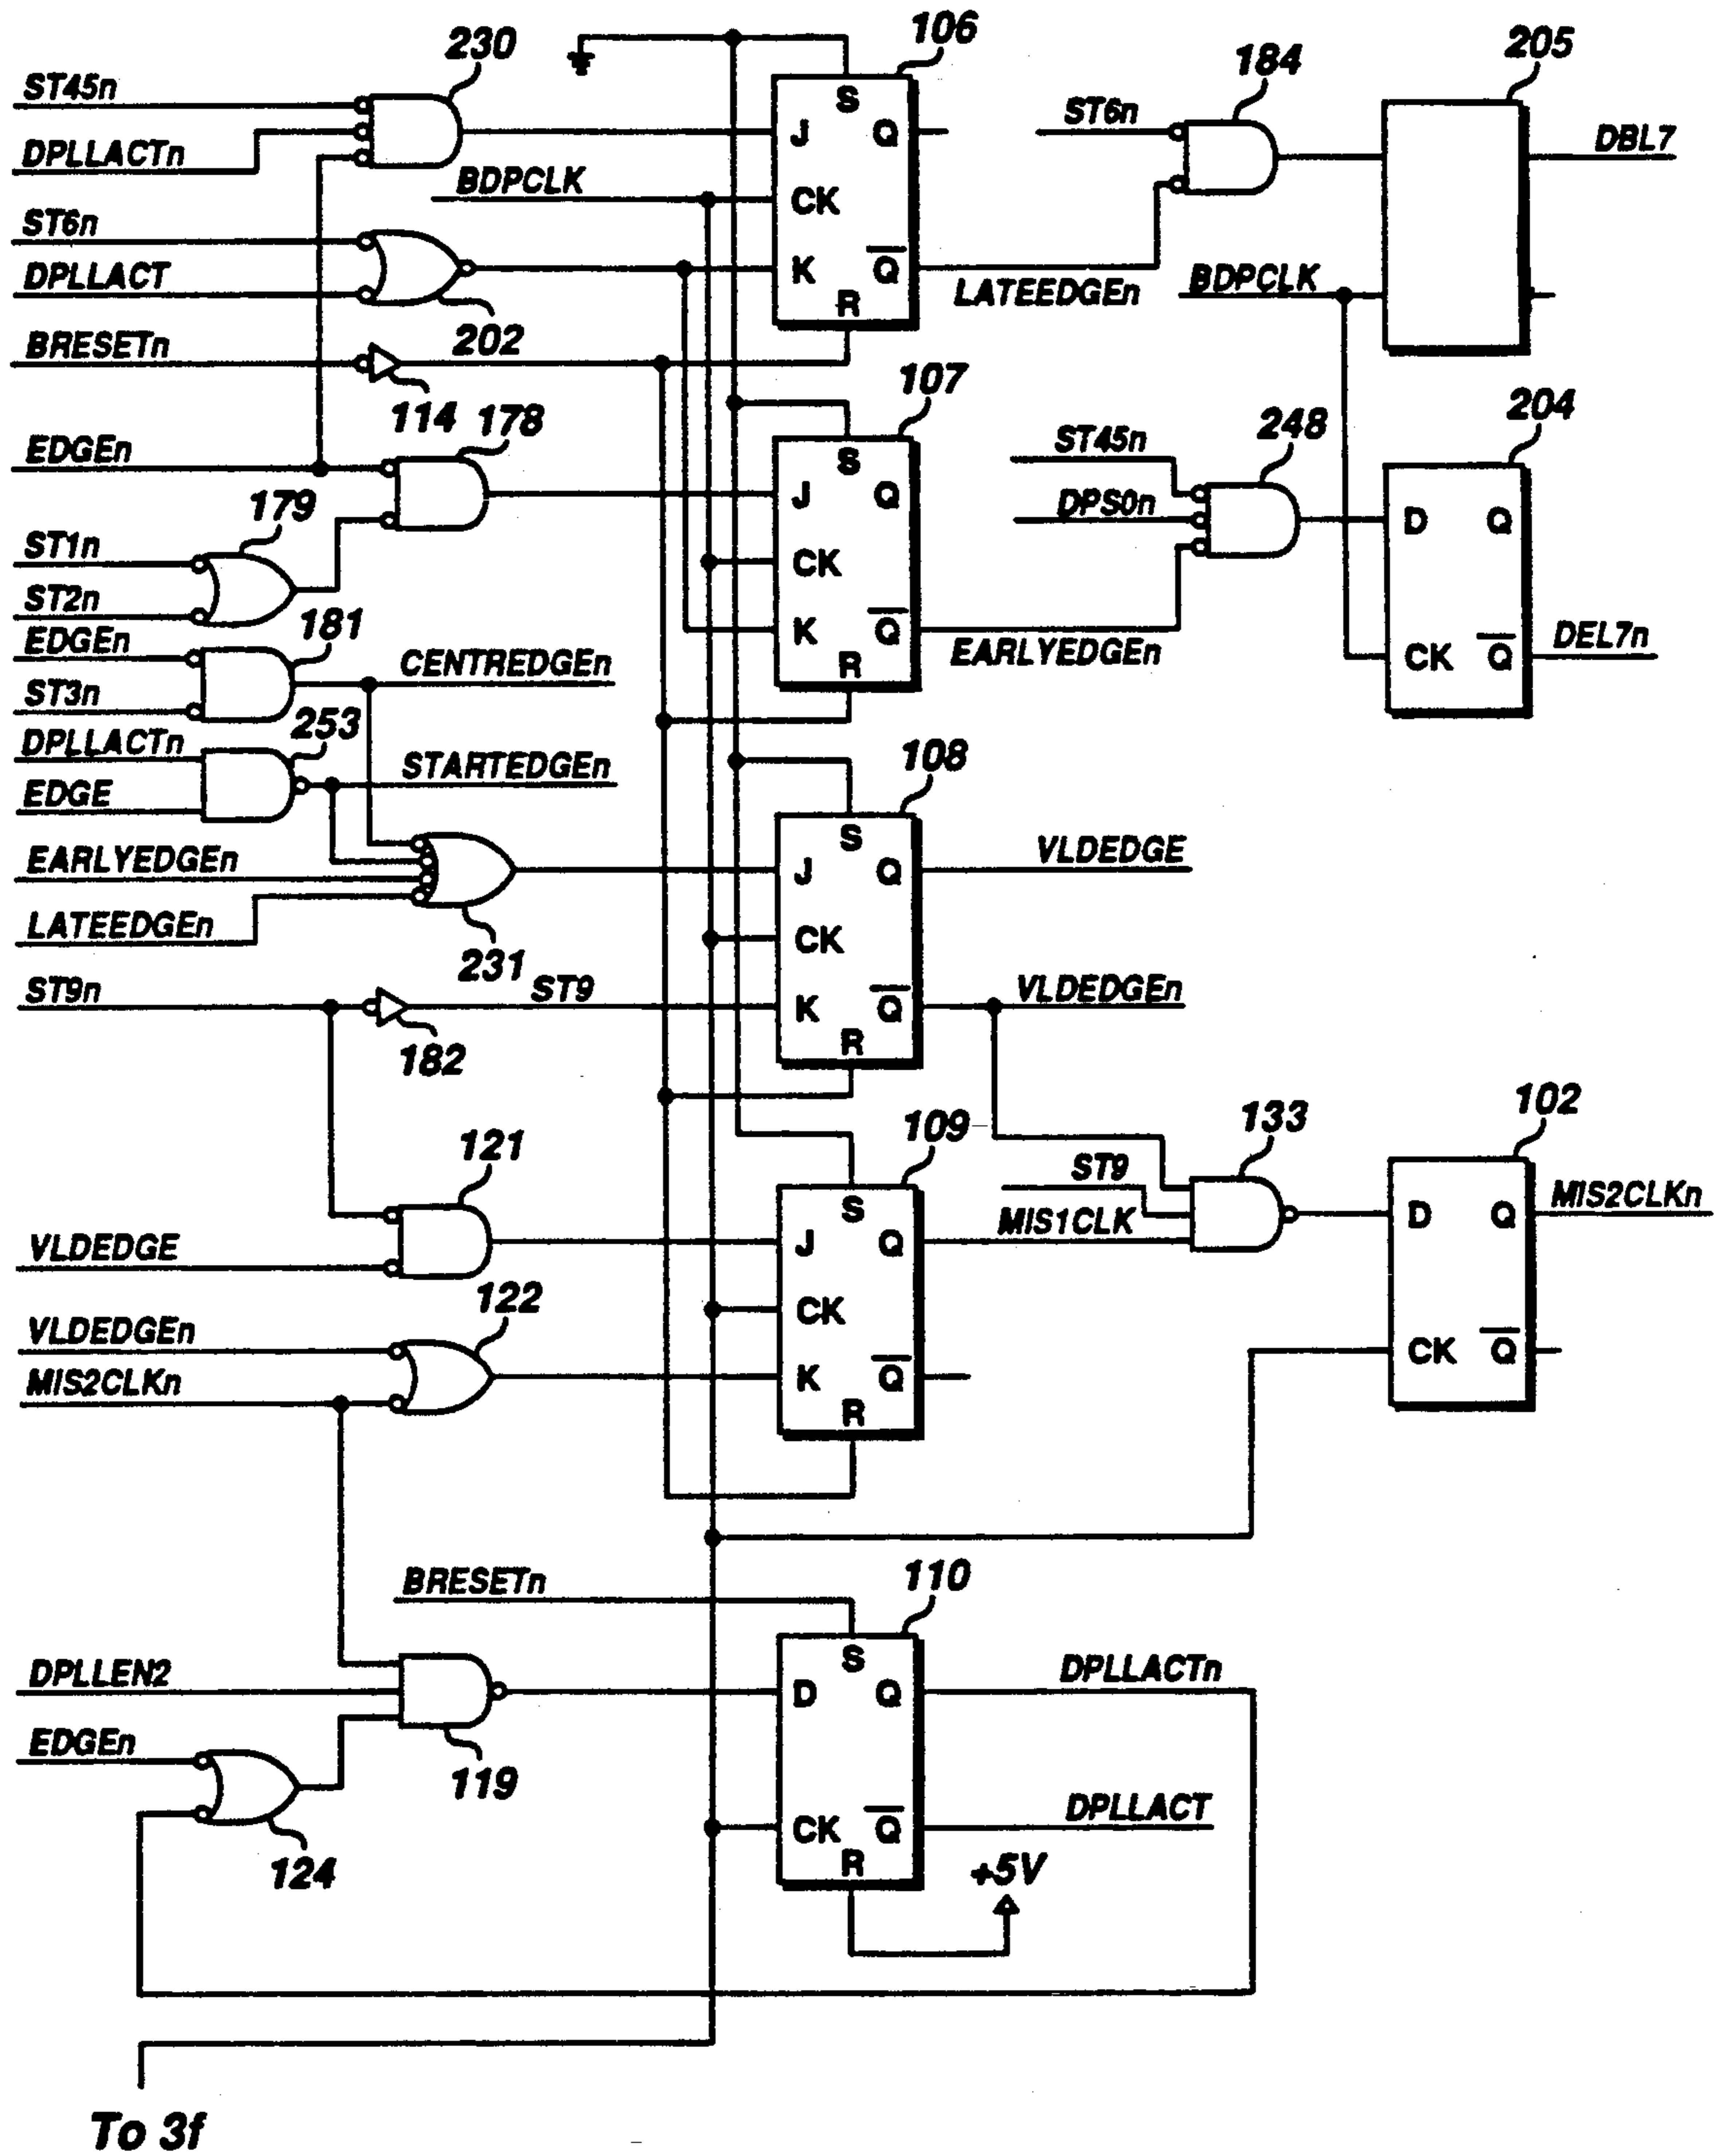 230
ST45n
DPLLACTn
BDPCLK
ST6n
DPLLACT
202
BRESETn
114
106
S
J
Q
CK
K
Q
R
LATEEDGEn
184
ST6n
205
DBL7
BDPCLK
EDGEn
178
179
ST1n
ST2n
107
S
J
Q
CK
K
Q
R
EARLYEDGEn
248
ST45n
DPS0n
204
D
Q
CK
Q
DEL7n
181
EDGEn
CENTREDGEn
ST3n
253
DPLLACTn
STARTEDGEn
EDGE
EARLYEDGEn
LATEEDGEn
231
108
S
J
Q
VLDEDGE
CK
K
Q
VLDEDGEn
R
ST9n
ST9
182
121
VLDEDGE
122
VLDEDGEn
MIS2CLKn
109
S
J
Q
CK
K
Q
R
133
ST9
MIS1CLK
102
D
Q
MIS2CLKn
CK
Q
BRESETn
110
S
D
Q
DPLLACTn
CK
Q
DPLLACT
R
+5V
DPLLEN2
119
EDGEn
124
To 3f